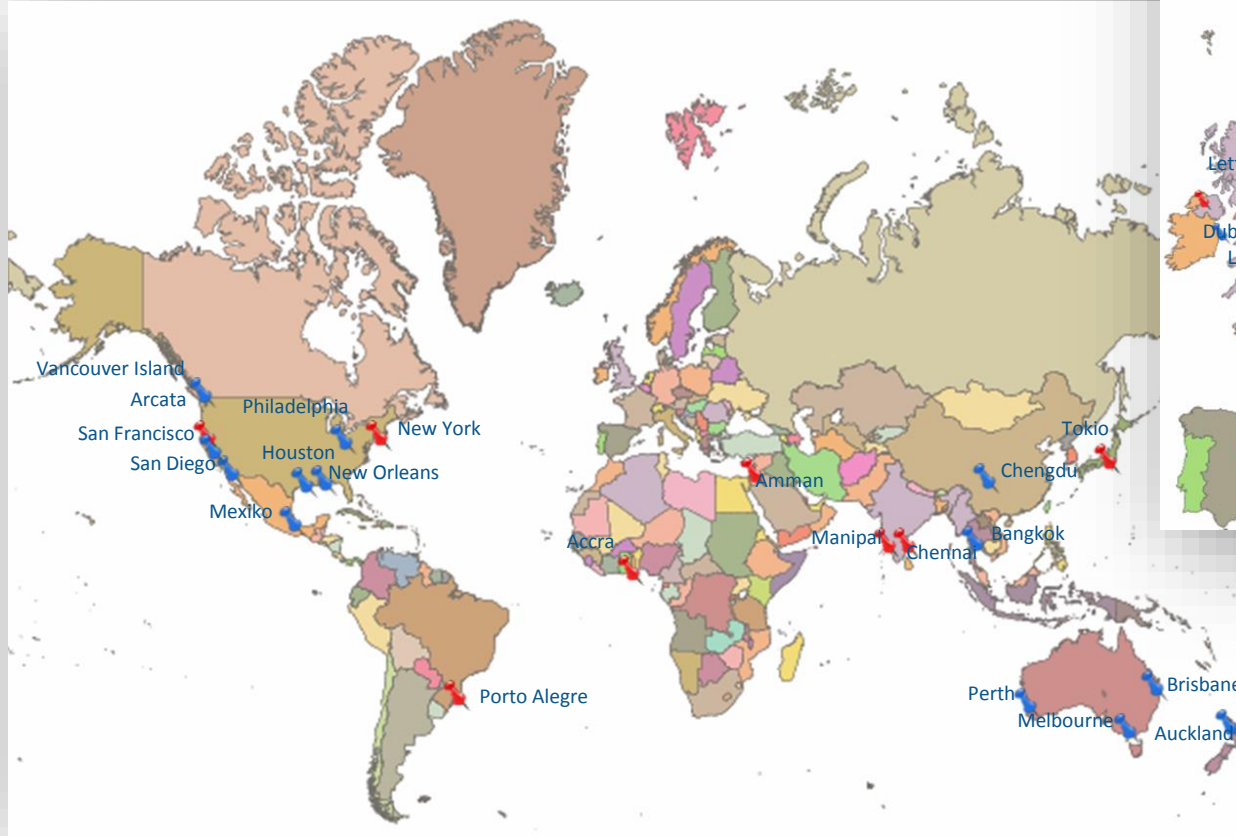 Vancouver Island
Arcata
Philadelphia
San Francisco
New York
Houston
San Diego
New Orleans
Mexiko
Porto Alegre
Accra
Amman
Tokio
Chengdu
Manipal
Chennai
Bangkok
Perth
Melbourne
Brisbane
Auckland